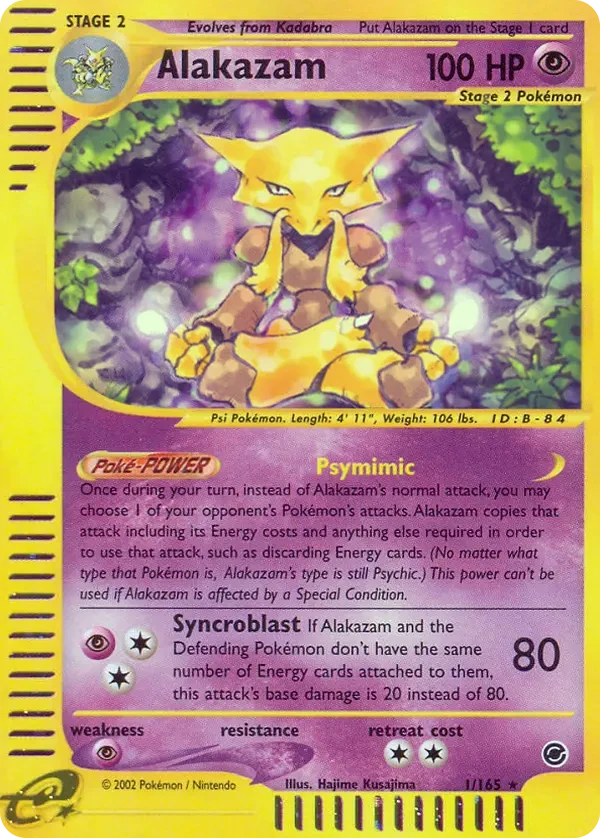 STAGE 2
Evolves from Kadabra
Put Alakazam on the Stage 1 card
Alakazam
100 HP
Stage 2 Pokémon
Psi Pokémon. Length: 4' 11", Weight: 106 lbs. ID:B-84
Poké-POWER
Psymimic
Once during your turn, instead of Alakazam's normal attack, you may
choose 1 of your opponent's Pokémon's attacks. Alakazam copies that
attack including its Energy costs and anything else required in order
to use that attack, such as discarding Energy cards. (No matter what
type that Pokémon is, Alakazam's type is still Psychic.) This power can't be
used if Alakazam is affected by a Special Condition.
Syncroblast If Alakazam and the
Defending Pokémon don't have the same
number of Energy cards attached to them,
this attack's base damage is 20 instead of 80.
80
weakness
resistance
retreat cost
© 2002 Pokémon / Nintendo
Illus. Hajime Kusajima
1/165 ★
e